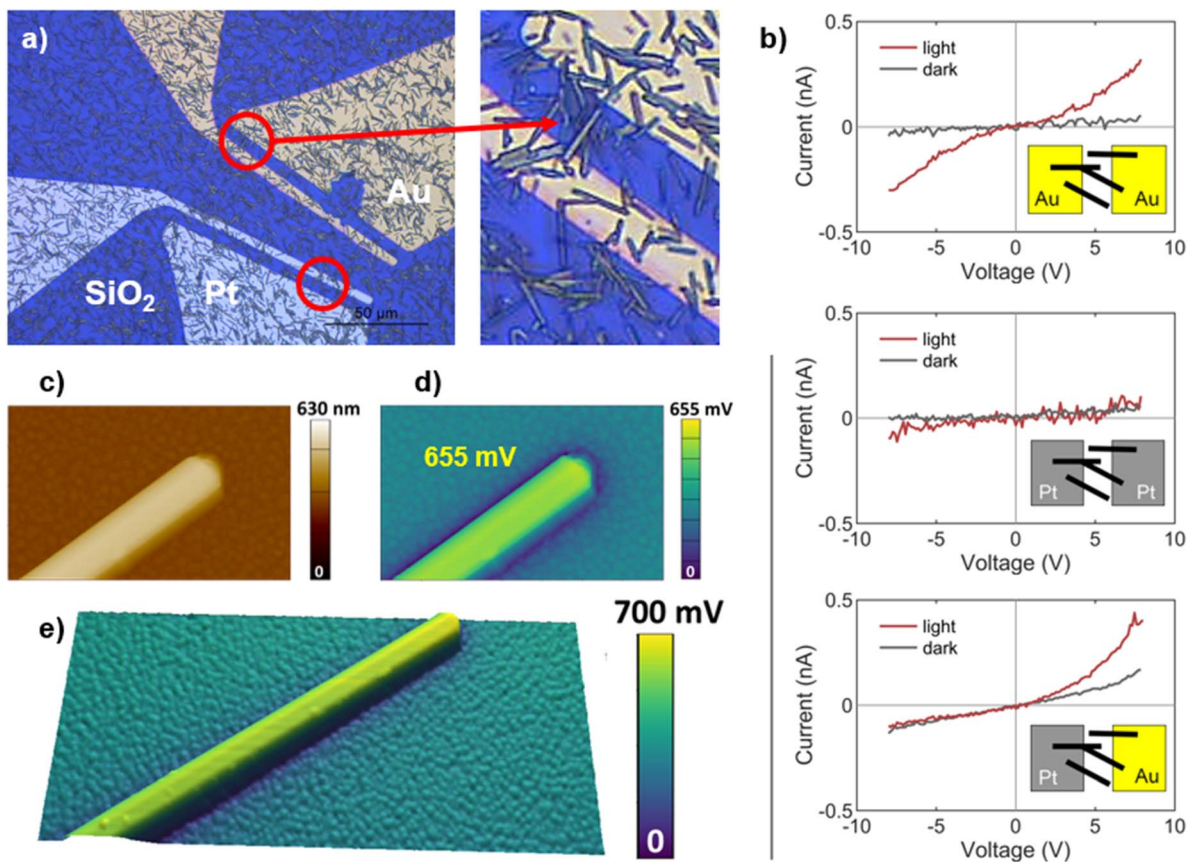 a)
Au
SiO2
Pt
50 µm
b)
light
dark
Current (nA)
0.5
0
-0.5
-10
-5
0
5
10
Voltage (V)
Au
Au
light
dark
Current (nA)
0.5
0
-0.5
-10
-5
0
5
10
Voltage (V)
Pt
Pt
light
dark
Current (nA)
0.5
0
-0.5
-10
-5
0
5
10
Voltage (V)
Pt
Au
c)
630 nm
0
d)
655 mV
655 mV
0
e)
700 mV
0